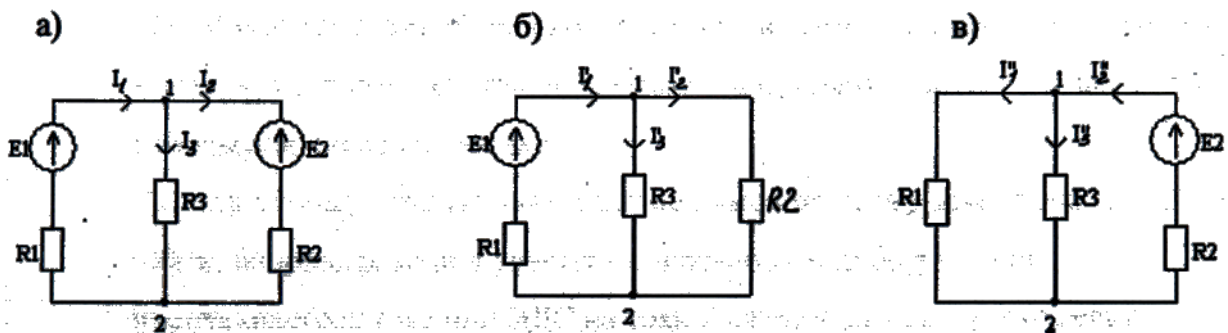 а) б) в)
I₁ 1 I₂ I'₁ 1 I'₂ I''₁ 1 I''₂
E1 I₃ E2 E1 I'₃ I''₃ E2
R3 R3 R2 R1 R3
R1 R2 R1 R2
2 2 2